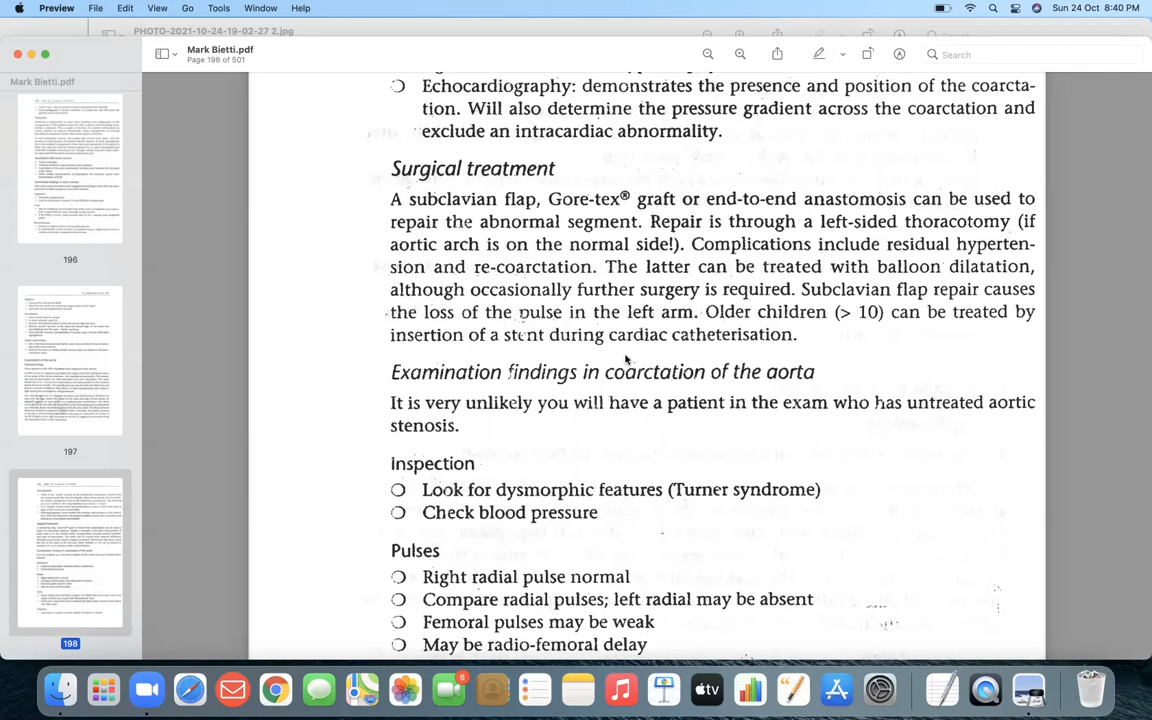 Preview File Edit View Go Tools Window Help Sun 24 Oct 8:40 PM
PHOTO-2021-10-24-19-02-27 2.jpg
Mark Bietti.pdf
Page 198 of 501
Search
Mark Bietti.pdf
196
197
198
❍ Echocardiography: demonstrates the presence and position of the coarcta-
tion. Will also determine the pressure gradient across the coarction and
exclude an intracardiac abnormality.
Surgical treatment
A subclavian flap, Gore-tex® graft or end-to-end anastomosis can be used to
repair the abnormal segment. Repair is through a left-sided thoracotomy (if
aortic arch is on the normal side!). Complications include residual hyperten-
sion and re-coarctation. The latter can be treated with balloon dilatation,
although occasionally further surgery is required. Subclavian flap repair causes
the loss of the pulse in the left arm. Older children (> 10) can be treated by
insertion of a stent during cardiac catheterisation.
Examination findings in coarctation of the aorta
It is very unlikely you will have a patient in the exam who has untreated aortic
stenosis.
Inspection
❍ Look for dysmorphic features (Turner syndrome)
❍ Check blood pressure
Pulses
❍ Right radial pulse normal
❍ Compare radial pulses; left radial may be absent
❍ Femoral pulses may be weak
❍ May be radio-femoral delay
6
tv